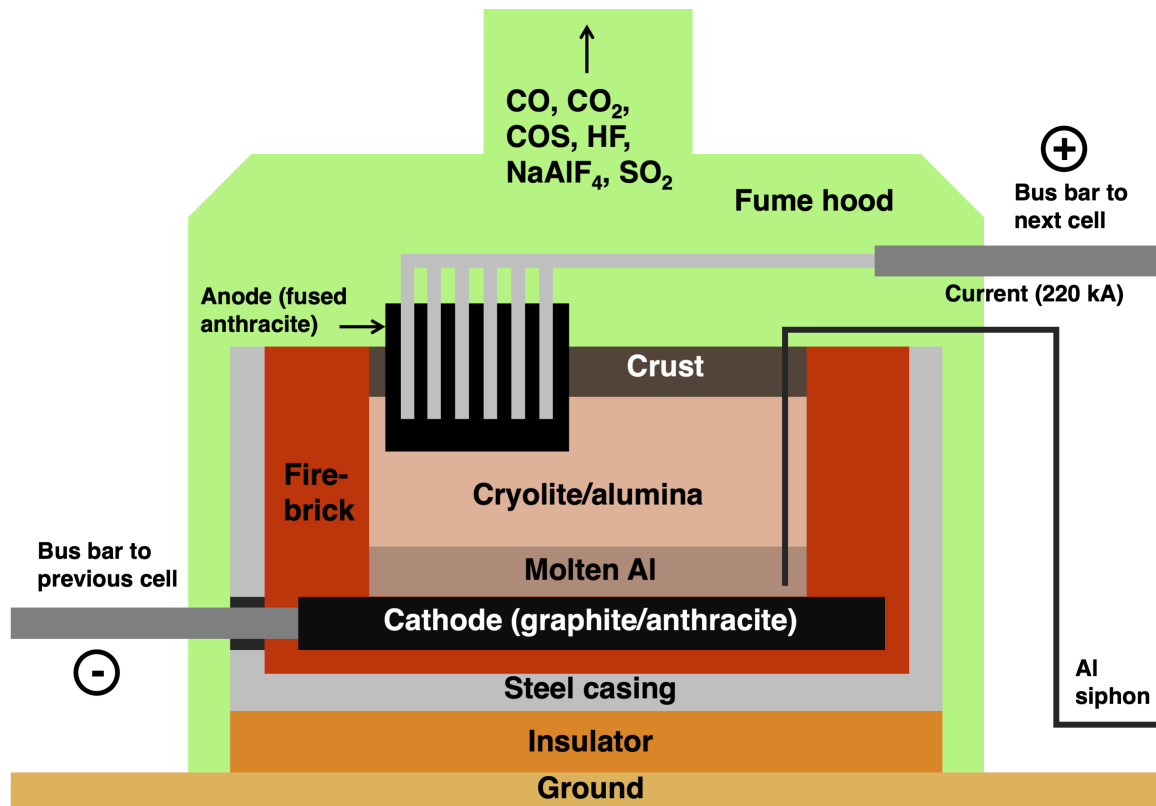 CO, CO₂,
COS, HF,
NaAlF₄, SO₂
+
Bus bar to
next cell
Fume hood
Current (220 kA)
Anode (fused
anthracite)
Crust
Fire-
brick
Cryolite/alumina
Bus bar to
previous cell
Molten Al
Cathode (graphite/anthracite)
-
Al
siphon
Steel casing
Insulator
Ground